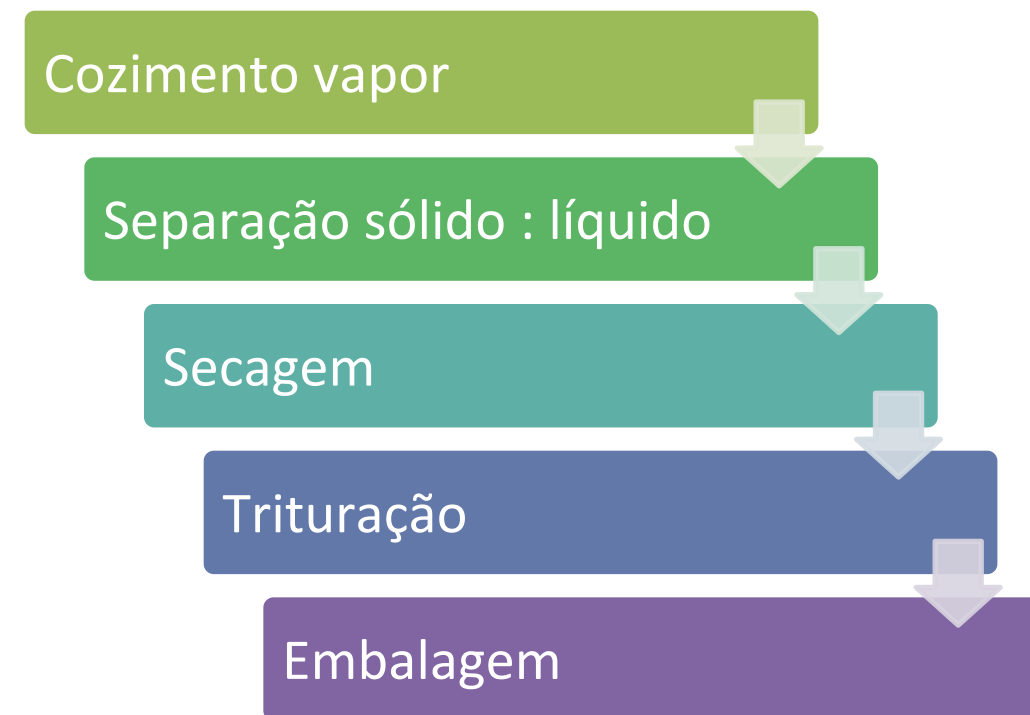 Cozimento vapor
Separação sólido : líquido
Secagem
Trituração
Embalagem